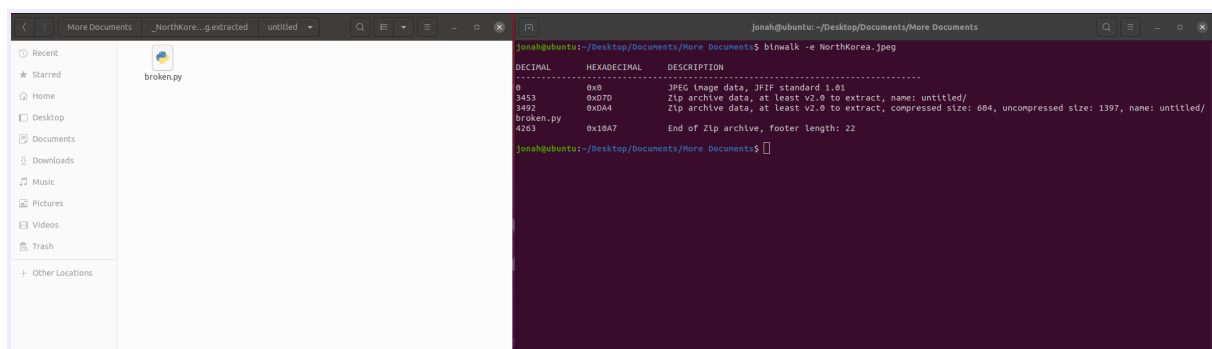 More Documents _NorthKore...g.extracted untitled
Recent
Starred
Home
Desktop
Documents
Downloads
Music
Pictures
Videos
Trash
+ Other Locations
broken.py
jonah@ubuntu: ~/Desktop/Documents/More Documents
jonah@ubuntu:~/Desktop/Documents/More Documents$ binwalk -e NorthKorea.jpeg
DECIMAL HEXADECIMAL DESCRIPTION
--------------------------------------------------------------------------------
0 0x0 JPEG image data, JFIF standard 1.01
3453 0xD7D Zip archive data, at least v2.0 to extract, name: untitled/
3492 0xDA4 Zip archive data, at least v2.0 to extract, compressed size: 604, uncompressed size: 1397, name: untitled/
broken.py
4263 0x10A7 End of Zip archive, footer length: 22
jonah@ubuntu:~/Desktop/Documents/More Documents$